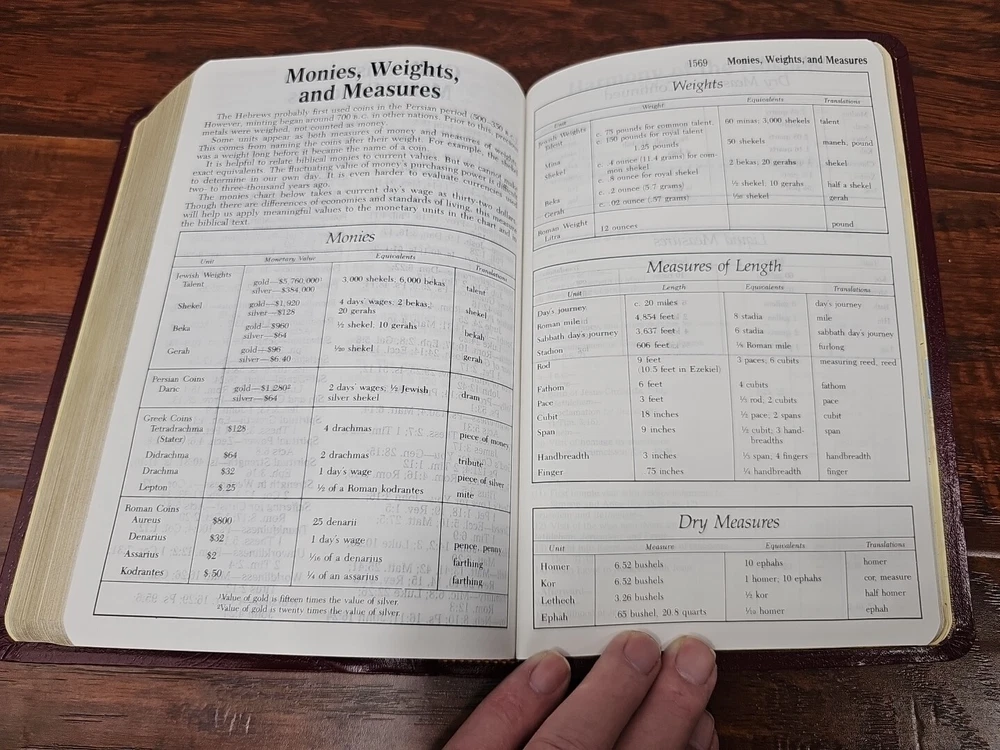 Monies, Weights,
and Measures
The Hebrews probably first used coins in the Persian period (500–350 B.C.
However, minting began around 700 B.C. in other nations. Prior to this, precious
metals were weighed, not counted as money.
Some units appear as both measures of money and measures of weight.
This comes from naming the coins after their weight. For example, the shekel
was a weight long before it became the name of a coin.
It is helpful to relate biblical monies to current values. But we cannot make
exact equivalents. The fluctuating value of money's purchasing power is difficult
to determine in our own day. It is even harder to evaluate currencies used
two- to three-thousand years ago.
The monies chart below takes a current day's wage as thirty-two dollars.
Though there are differences of economies and standards of living, this measure
will help us apply meaningful values to the monetary units in the chart and in
the biblical text.
Monies
Unit Monetary Value Equivalents Translations
Jewish Weights
Talent gold—$5,760,000¹ 3,000 shekels; 6,000 bekas talent
silver—$384,000
Shekel gold—$1,920 4 days' wages; 2 bekas; shekel
silver—$128 20 gerahs
Beka gold—$960 ½ shekel; 10 gerahs bekah
silver—$64
Gerah gold—$96 ¹⁄₂₀ shekel gerah
silver—$6.40
Persian Coins
Daric gold—$1,280² 2 days' wages; ½ Jewish dram
silver—$64 silver shekel
Greek Coins
Tetradrachma $128 4 drachmas piece of money
(Stater)
Didrachma $64 2 drachmas tribute
Drachma $32 1 day's wage piece of silver
Lepton $.25 ½ of a Roman kodrantes mite
Roman Coins
Aureus $800 25 denarii
Denarius $32 1 day's wage pence, penny
Assarius $2 ¹⁄₁₆ of a denarius farthing
Kodrantes $.50 ¼ of an assarius farthing
¹Value of gold is fifteen times the value of silver.
²Value of gold is twenty times the value of silver.
1569 Monies, Weights, and Measures
Weights
Unit Weight Equivalents Translations
Jewish Weights
Talent c. 75 pounds for common talent, 60 minas; 3,000 shekels talent
c. 150 pounds for royal talent
Mina 1.25 pounds 50 shekels maneh, pound
Shekel c. .4 ounce (11.4 grams) for com- 2 bekas; 20 gerahs shekel
mon shekel
c. .8 ounce for royal shekel
Beka c. .2 ounce (5.7 grams) ½ shekel; 10 gerahs half a shekel
Gerah c. .02 ounce (.57 grams) ¹⁄₂₀ shekel gerah
Roman Weight
Litra 12 ounces pound
Measures of Length
Unit Length Equivalents Translations
Day's journey c. 20 miles day's journey
Roman mile 4,854 feet 8 stadia mile
Sabbath day's journey 3,637 feet 6 stadia sabbath day's journey
Stadion 606 feet ⅛ Roman mile furlong
Rod 9 feet 3 paces; 6 cubits measuring reed, reed
(10.5 feet in Ezekiel)
Fathom 6 feet 4 cubits fathom
Pace 3 feet ⅓ rod; 2 cubits pace
Cubit 18 inches ½ pace; 2 spans cubit
Span 9 inches ½ cubit; 3 hand- span
breadths
Handbreadth 3 inches ⅓ span; 4 fingers handbreadth
Finger .75 inches ¼ handbreadth finger
Dry Measures
Unit Measure Equivalents Translations
Homer 6.52 bushels 10 ephahs homer
Kor 6.52 bushels 1 homer; 10 ephahs cor, measure
Lethech 3.26 bushels ½ kor half homer
Ephah .65 bushel, 20.8 quarts ¹⁄₁₀ homer ephah